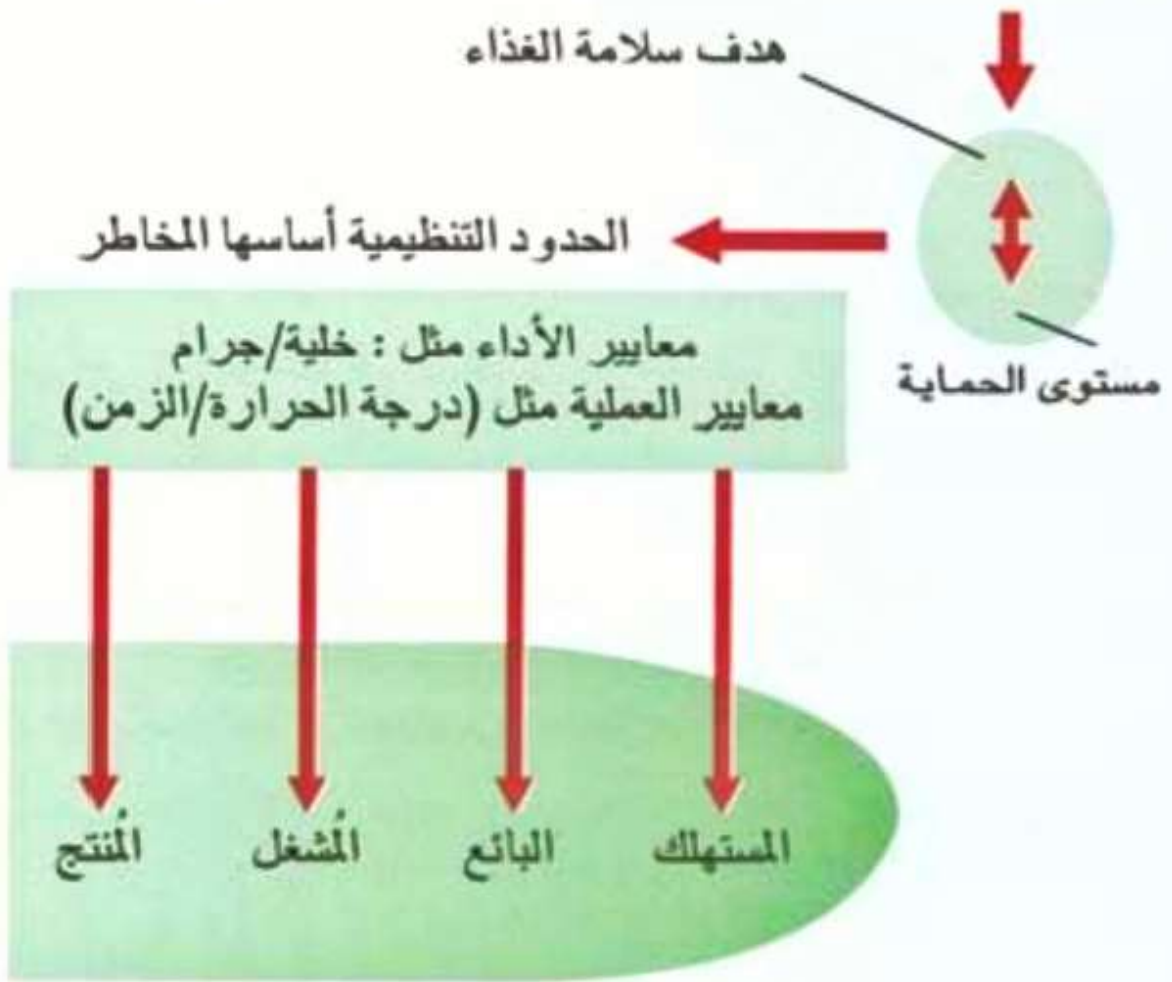 هدف سلامة الغذاء
الحدود التنظيمية أساسها المخاطر
مستوى الحماية
معايير الأداء مثل : خلية/جرام
معايير العملية مثل (درجة الحرارة/الزمن)
المستهلك
البائع
المُشغل
المُنتج